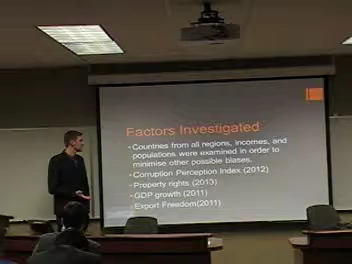 Factors Investigated
•Countries from all regions, incomes, and
populations were examined in order to
minimise other possible biases.
•Corruption Perception Index (2012)
•Property rights (2013)
•GDP growth (2011)
•Export Freedom(2011)